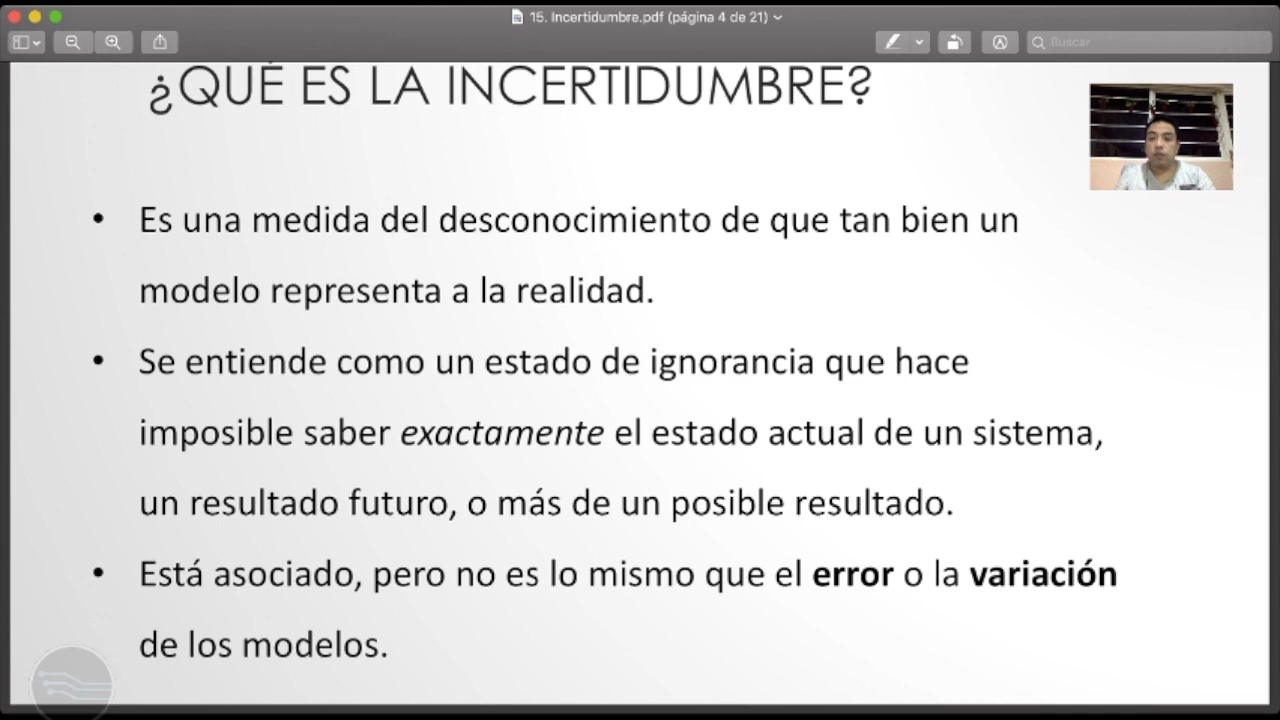 15. Incertidumbre.pdf (página 4 de 21)
Buscar
¿QUÉ ES LA INCERTIDUMBRE?
• Es una medida del desconocimiento de que tan bien un
modelo representa a la realidad.
• Se entiende como un estado de ignorancia que hace
imposible saber exactamente el estado actual de un sistema,
un resultado futuro, o más de un posible resultado.
• Está asociado, pero no es lo mismo que el error o la variación
de los modelos.